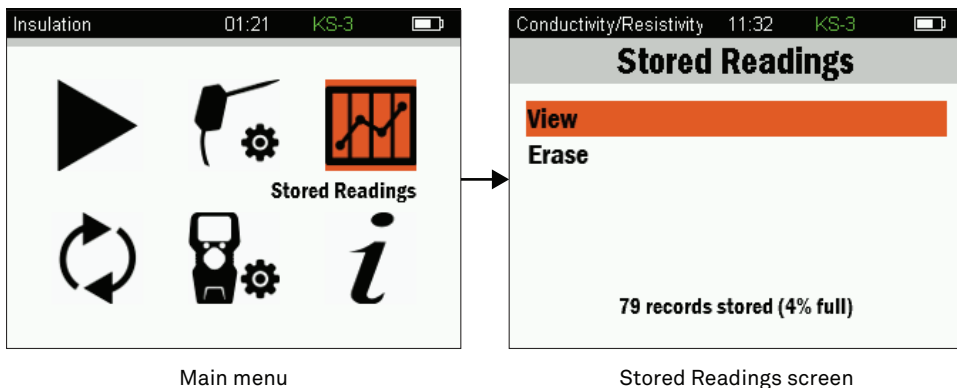 Insulation 01:21 KS-3
Stored Readings
Main menu
Conductivity/Resistivity 11:32 KS-3
Stored Readings
View
Erase
79 records stored (4% full)
Stored Readings screen